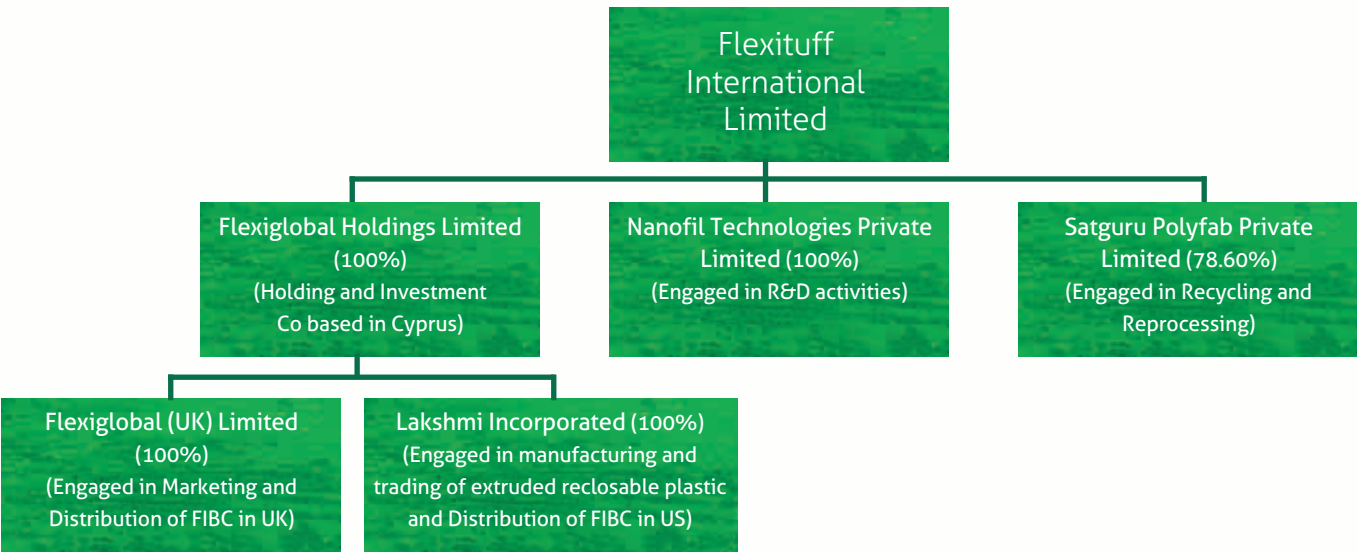 Flexituff
International
Limited
Flexiglobal Holdings Limited
(100%)
(Holding and Investment
Co based in Cyprus)
Nanofil Technologies Private
Limited (100%)
(Engaged in R&D activities)
Satguru Polyfab Private
Limited (78.60%)
(Engaged in Recycling and
Reprocessing)
Flexiglobal (UK) Limited
(100%)
(Engaged in Marketing and
Distribution of FIBC in UK)
Lakshmi Incorporated (100%)
(Engaged in manufacturing and
trading of extruded reclosable plastic
and Distribution of FIBC in US)